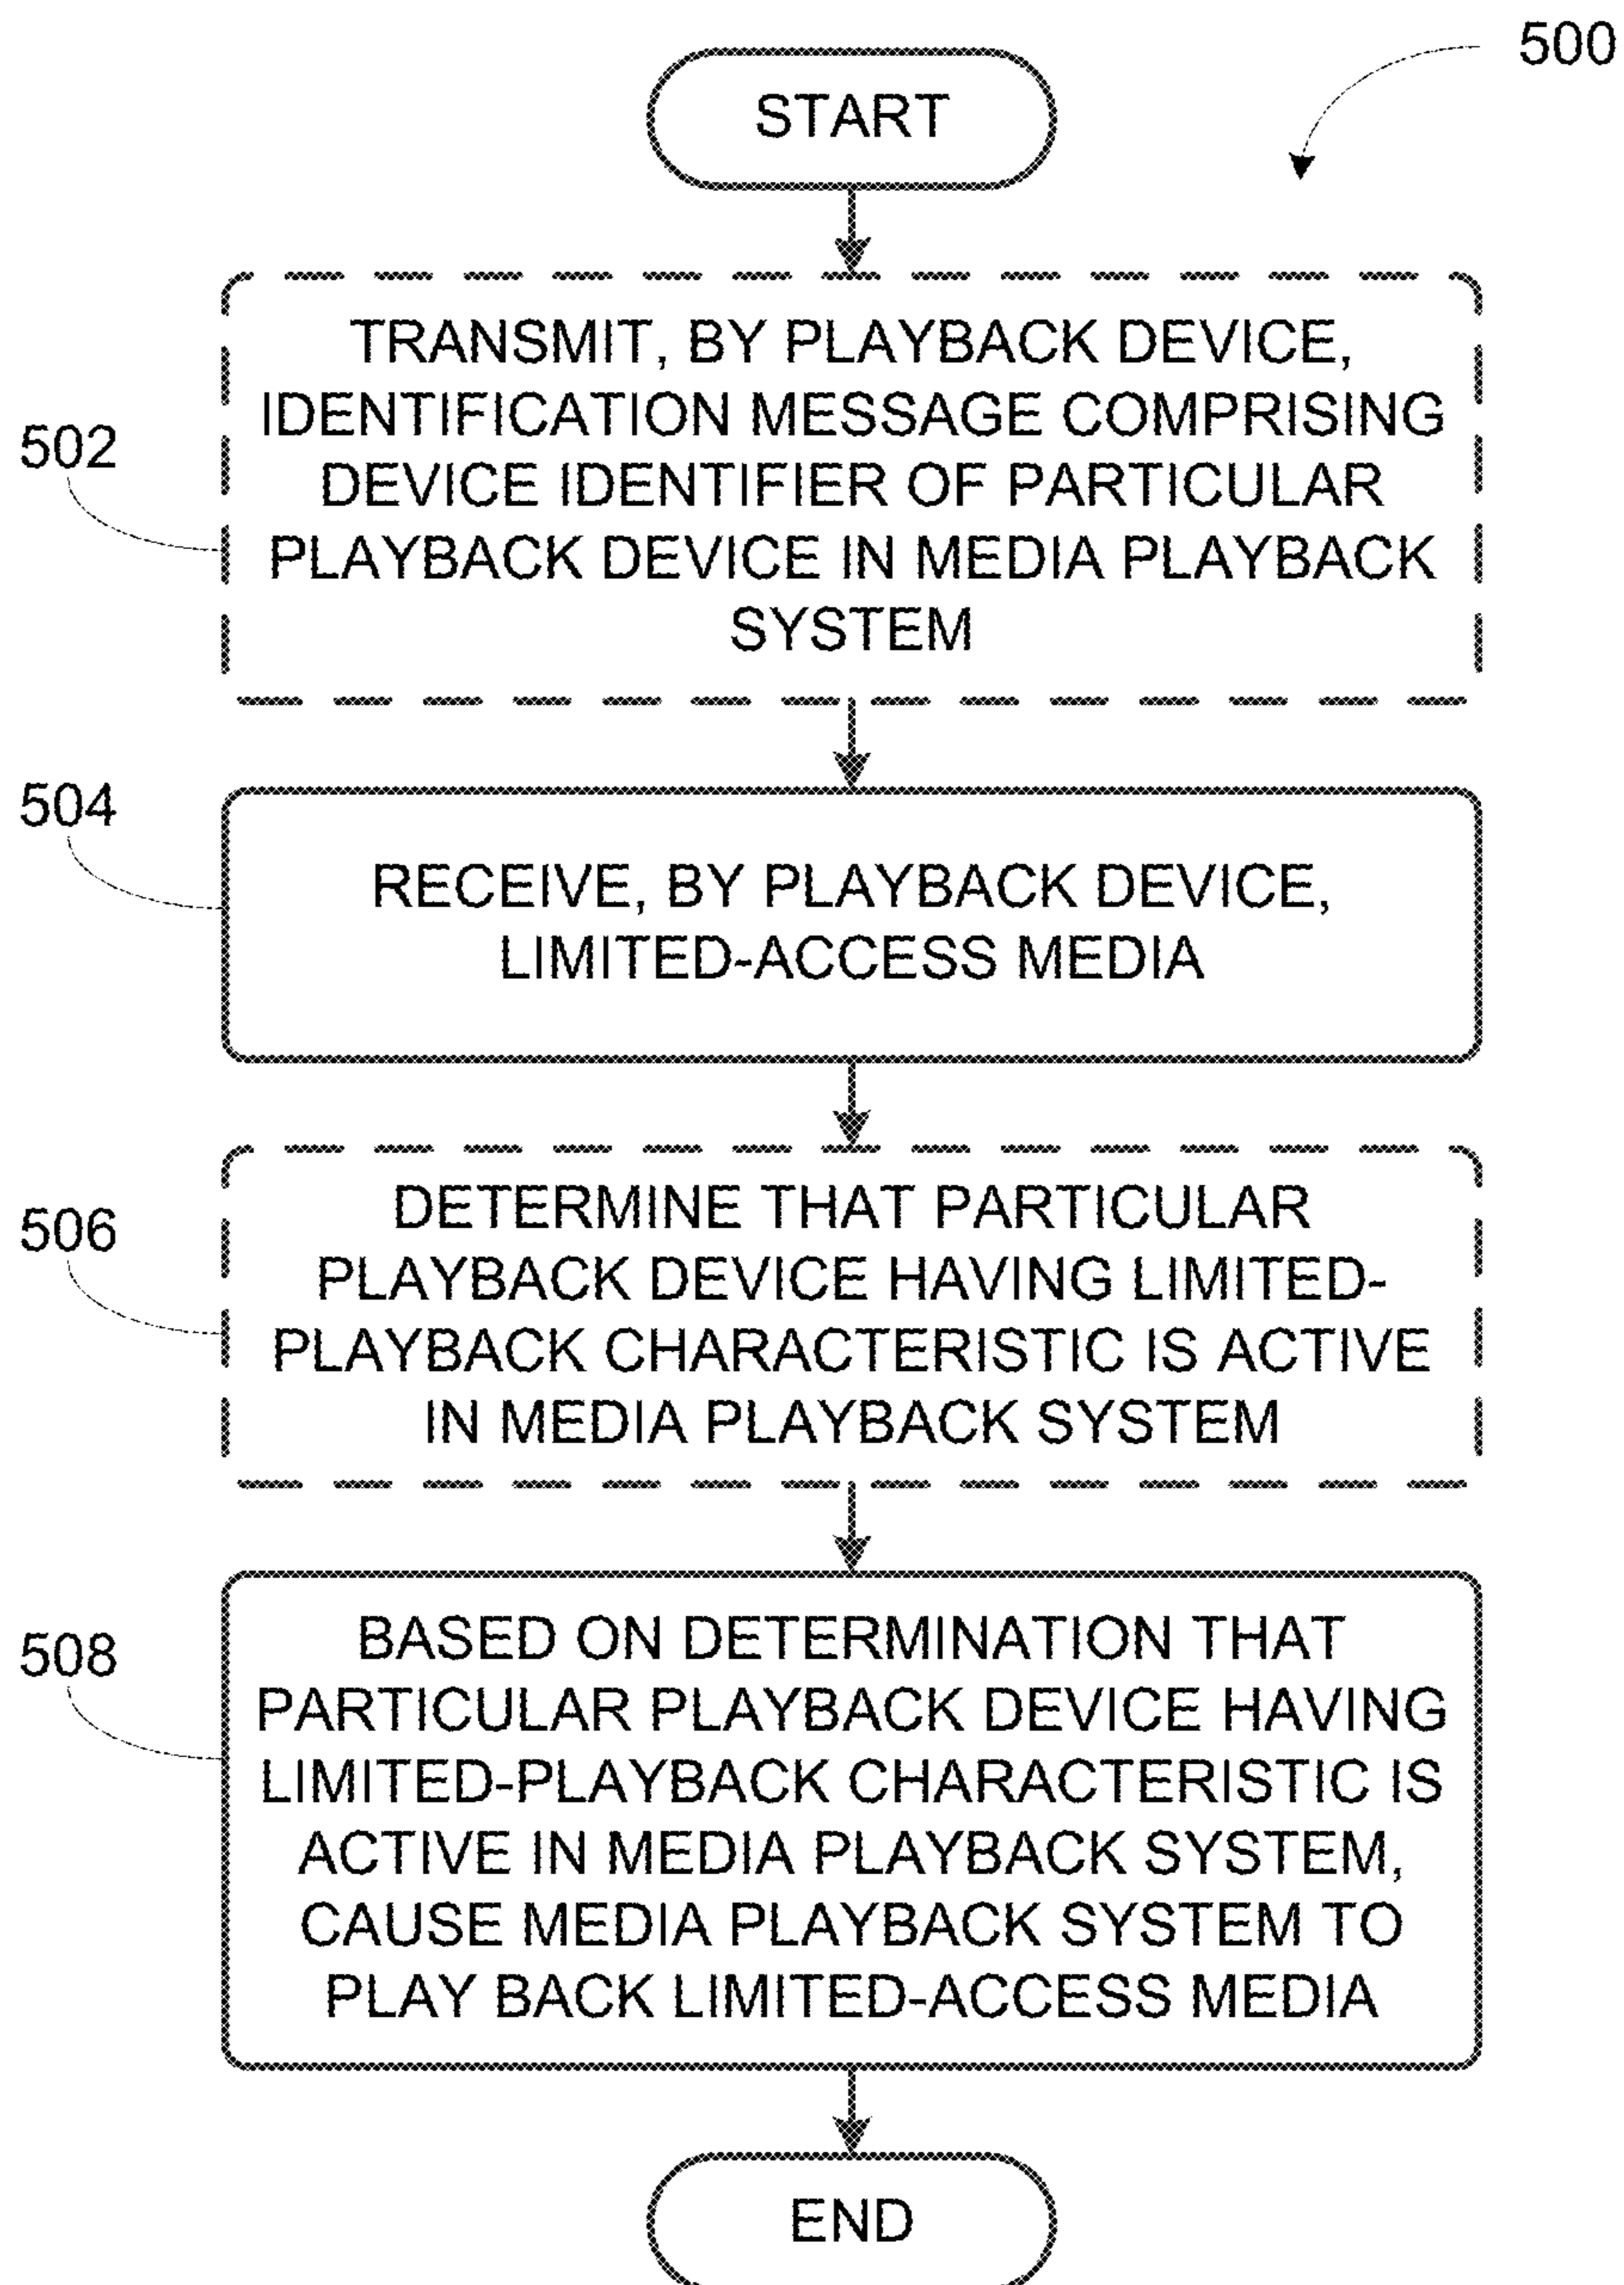 500
START
502
TRANSMIT, BY PLAYBACK DEVICE,
IDENTIFICATION MESSAGE COMPRISING
DEVICE IDENTIFIER OF PARTICULAR
PLAYBACK DEVICE IN MEDIA PLAYBACK
SYSTEM
504
RECEIVE, BY PLAYBACK DEVICE,
LIMITED-ACCESS MEDIA
506
DETERMINE THAT PARTICULAR
PLAYBACK DEVICE HAVING LIMITED-
PLAYBACK CHARACTERISTIC IS ACTIVE
IN MEDIA PLAYBACK SYSTEM
508
BASED ON DETERMINATION THAT
PARTICULAR PLAYBACK DEVICE HAVING
LIMITED-PLAYBACK CHARACTERISTIC IS
ACTIVE IN MEDIA PLAYBACK SYSTEM,
CAUSE MEDIA PLAYBACK SYSTEM TO
PLAY BACK LIMITED-ACCESS MEDIA
END